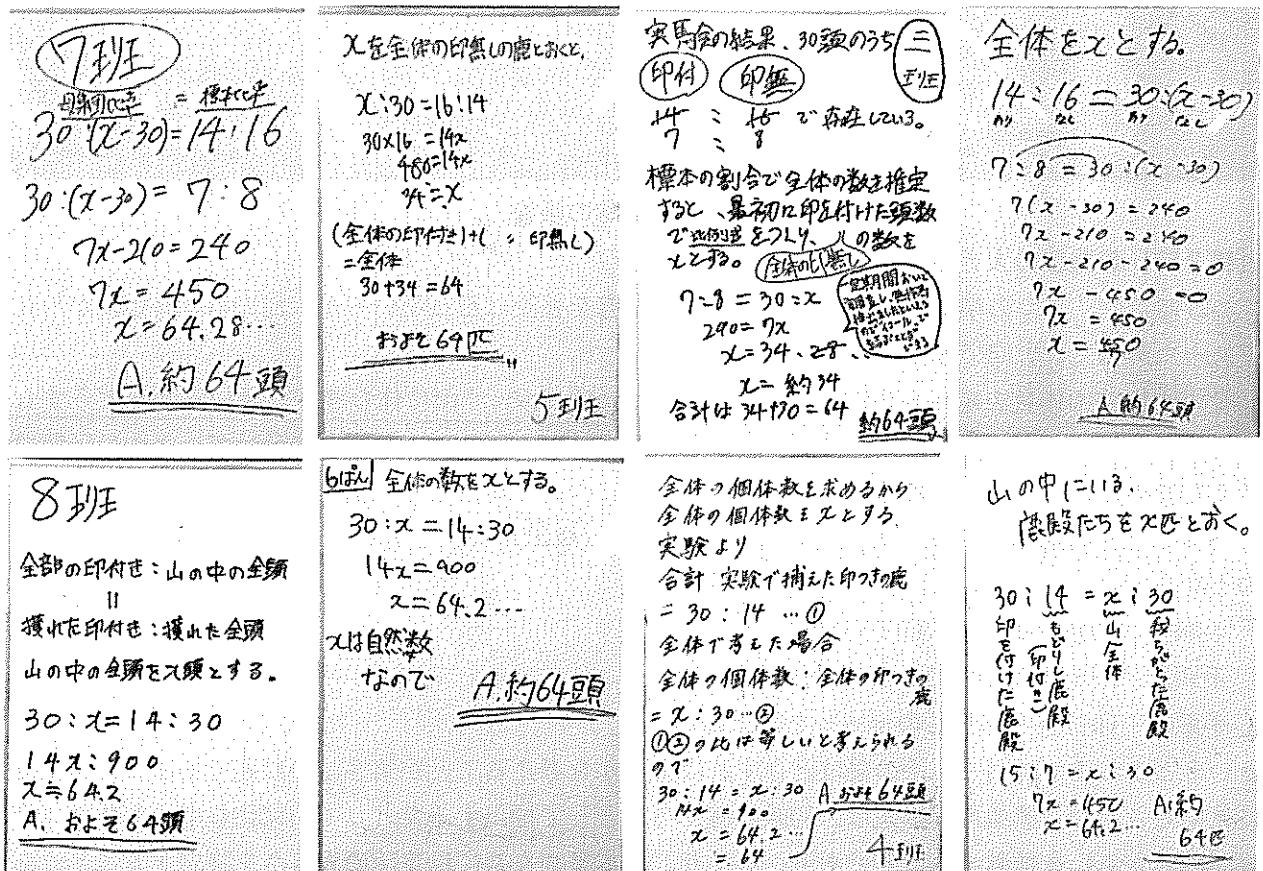 7班
母集団の比率 = 標本比率
30:(x-30)=14:16
30:(x-30)= 7:8
7x-210=240
7x=450
x=64.28…
A.約64頭
xを全体の印無しの鹿とおくと、
x:30=16:14
30×16=14x
480=14x
34≒x
(全体の印付き)+( 〃 印無し)
=全体
30+34=64
およそ64匹
5班
実験の結果、30頭のうち
二班
印付 印無
14 : 16 で存在している。
7 : 8
標本の割合で全体の数を推定
すると、最初に印を付けた頭数
で比例式をつくり、 の数を
xとする。 全体の印無し
7:8=30:x
240=7x
x=34.28..
x=約34
合計は34+30=64
約64頭
全体をxとする。
14:16=30:(x-30)
あり なし あり なし
7:8=30:(x-30)
7(x-30)=240
7x-210=240
7x-210-240=0
7x-450=0
7x=450
x=450/7
A 約64頭
8班
全部の印付き:山の中の全頭
〃
獲れた印付き:獲れた全頭
山の中の全頭をx頭とする。
30:x=14:30
14x:900
x≒64.2
A. およそ64頭
6ぱん 全体の数をxとする。
30:x=14:30
14x=900
x=64.2…
xは自然数
なので
A.約64頭
全体の個体数を求めるから
全体の個体数をxとする
実験より
合計:実験で捕えた印つきの鹿
=30:14 …①
全体で考えた場合
全体の個体数:全体の印つきの鹿
=x:30…②
①②の比は等しいと考えられる
ので
30:14=x:30
14x=900
x=64.2…
=64
A およそ64頭
4班
山の中にいる、
鹿殿たちをx匹とおく。
30:14=x:30
印を付けた鹿殿
もどりし鹿殿(印付き)
山全体
我らがとった鹿殿
15:7=x:30
7x=450
x=64.2…
A:約
64匹